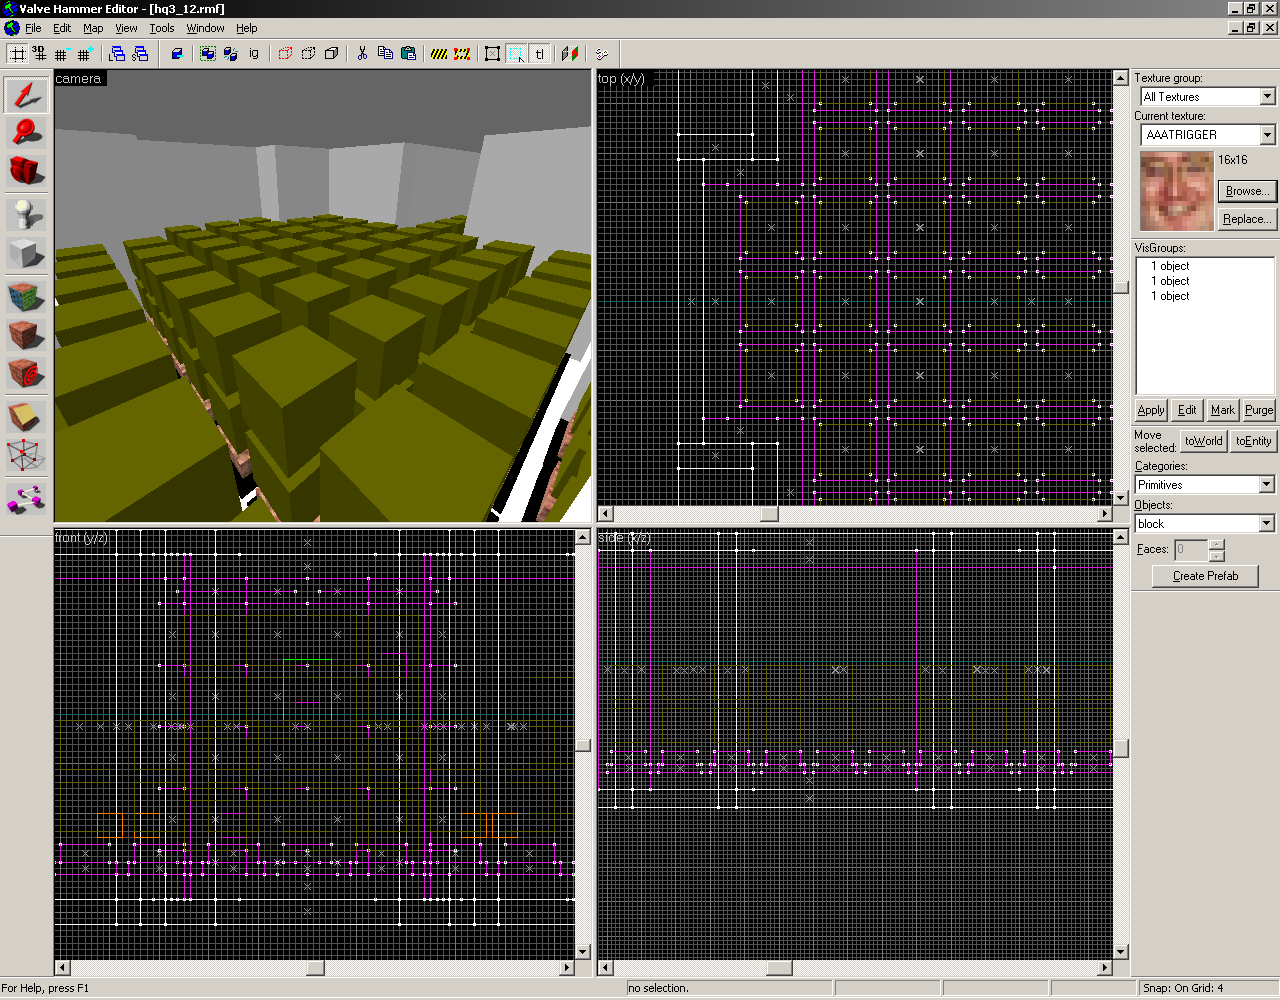 Valve Hammer Editor - [hq3_12.rmf]
File Edit Map View Tools Window Help
3D ig tl
camera
top (x/y)
front (y/z)
side (x/z)
Texture group:
All Textures
Current texture:
AAATRIGGER
16x16
Browse...
Replace...
VisGroups:
1 object
1 object
1 object
Apply Edit Mark Purge
Move selected:
toWorld toEntity
Categories:
Primitives
Objects:
block
Faces: 0
Create Prefab
For Help, press F1
no selection.
Snap: On Grid: 4